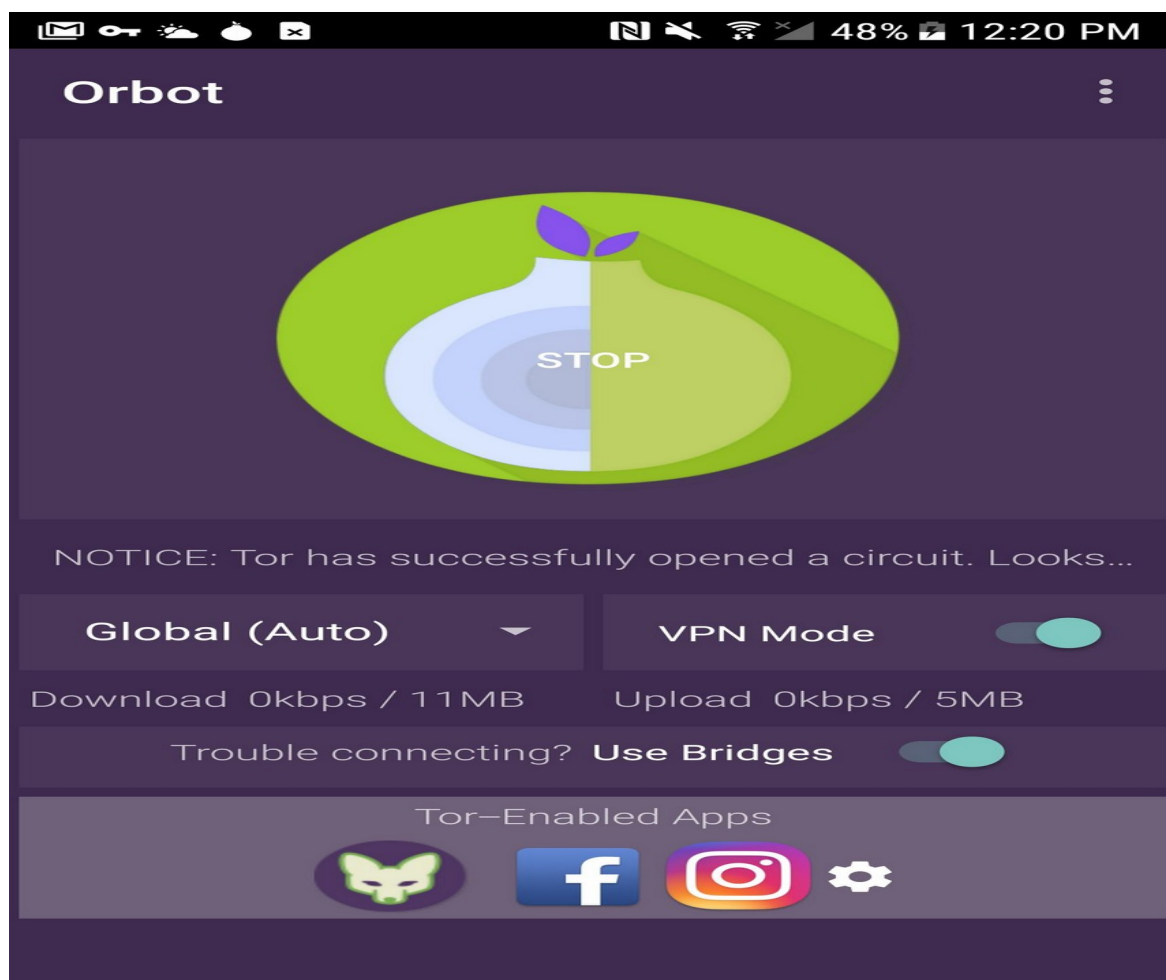 48% 12:20 PM
Orbot
STOP
NOTICE: Tor has successfully opened a circuit. Looks...
Global (Auto) VPN Mode
Download 0kbps / 11MB Upload 0kbps / 5MB
Trouble connecting? Use Bridges
Tor-Enabled Apps